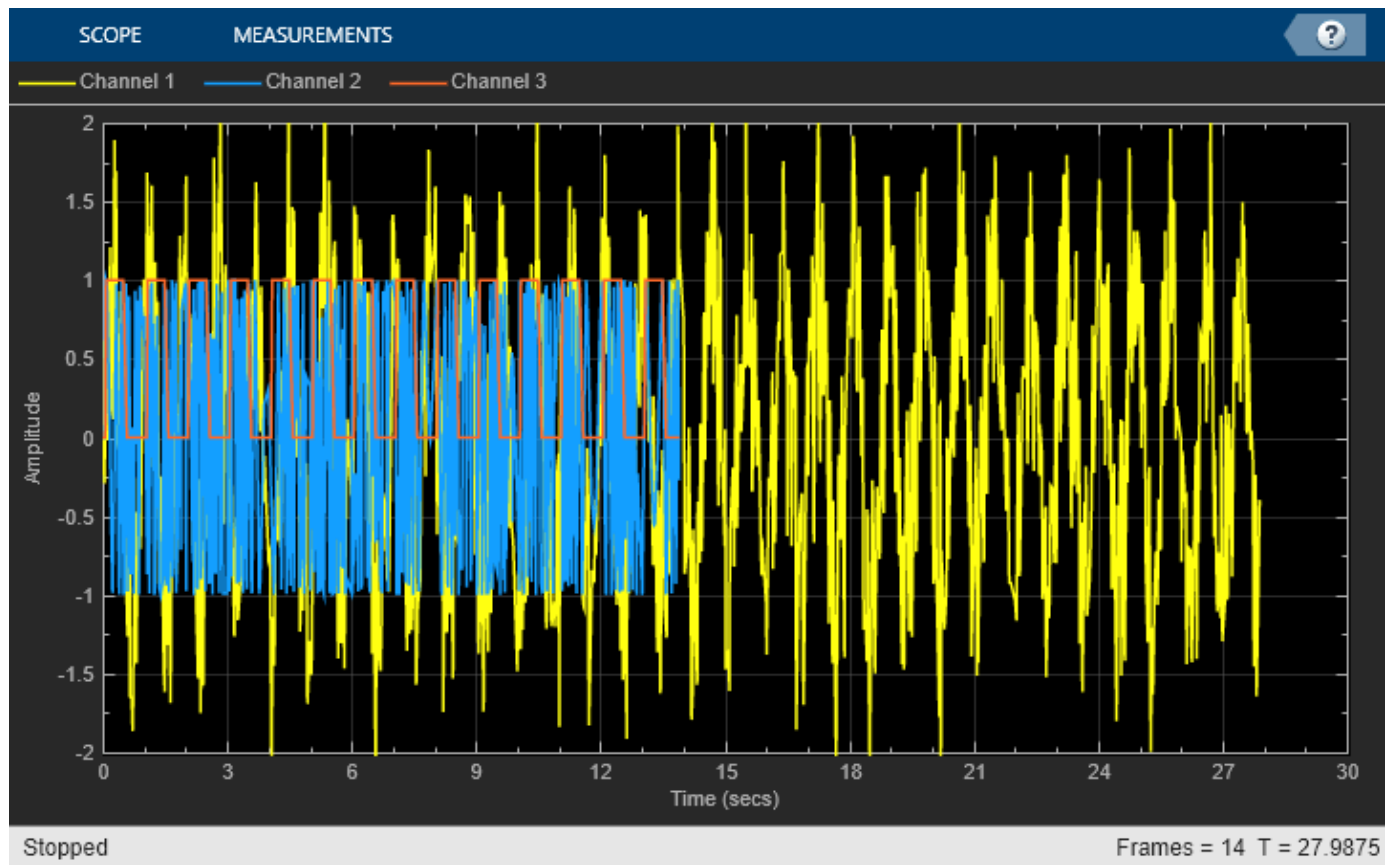 SCOPE MEASUREMENTS ?
Channel 1 Channel 2 Channel 3
2
1.5
1
0.5
0
-0.5
-1
-1.5
-2
Amplitude
0 3 6 9 12 15 18 21 24 27 30
Time (secs)
Stopped Frames = 14 T = 27.9875